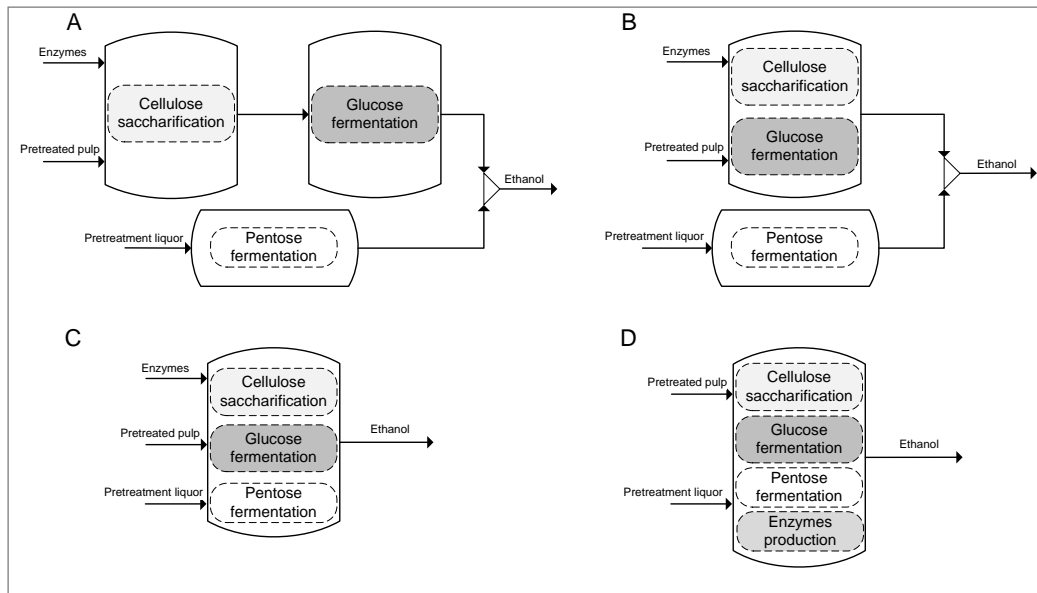 A
Enzymes
Cellulose
saccharification
Pretreated pulp
Glucose
fermentation
Ethanol
Pretreatment liquor
Pentose
fermentation
B
Enzymes
Cellulose
saccharification
Pretreated pulp
Glucose
fermentation
Ethanol
Pretreatment liquor
Pentose
fermentation
C
Enzymes
Cellulose
saccharification
Pretreated pulp
Glucose
fermentation
Ethanol
Pretreatment liquor
Pentose
fermentation
D
Pretreated pulp
Cellulose
saccharification
Glucose
fermentation
Ethanol
Pretreatment liquor
Pentose
fermentation
Enzymes
production